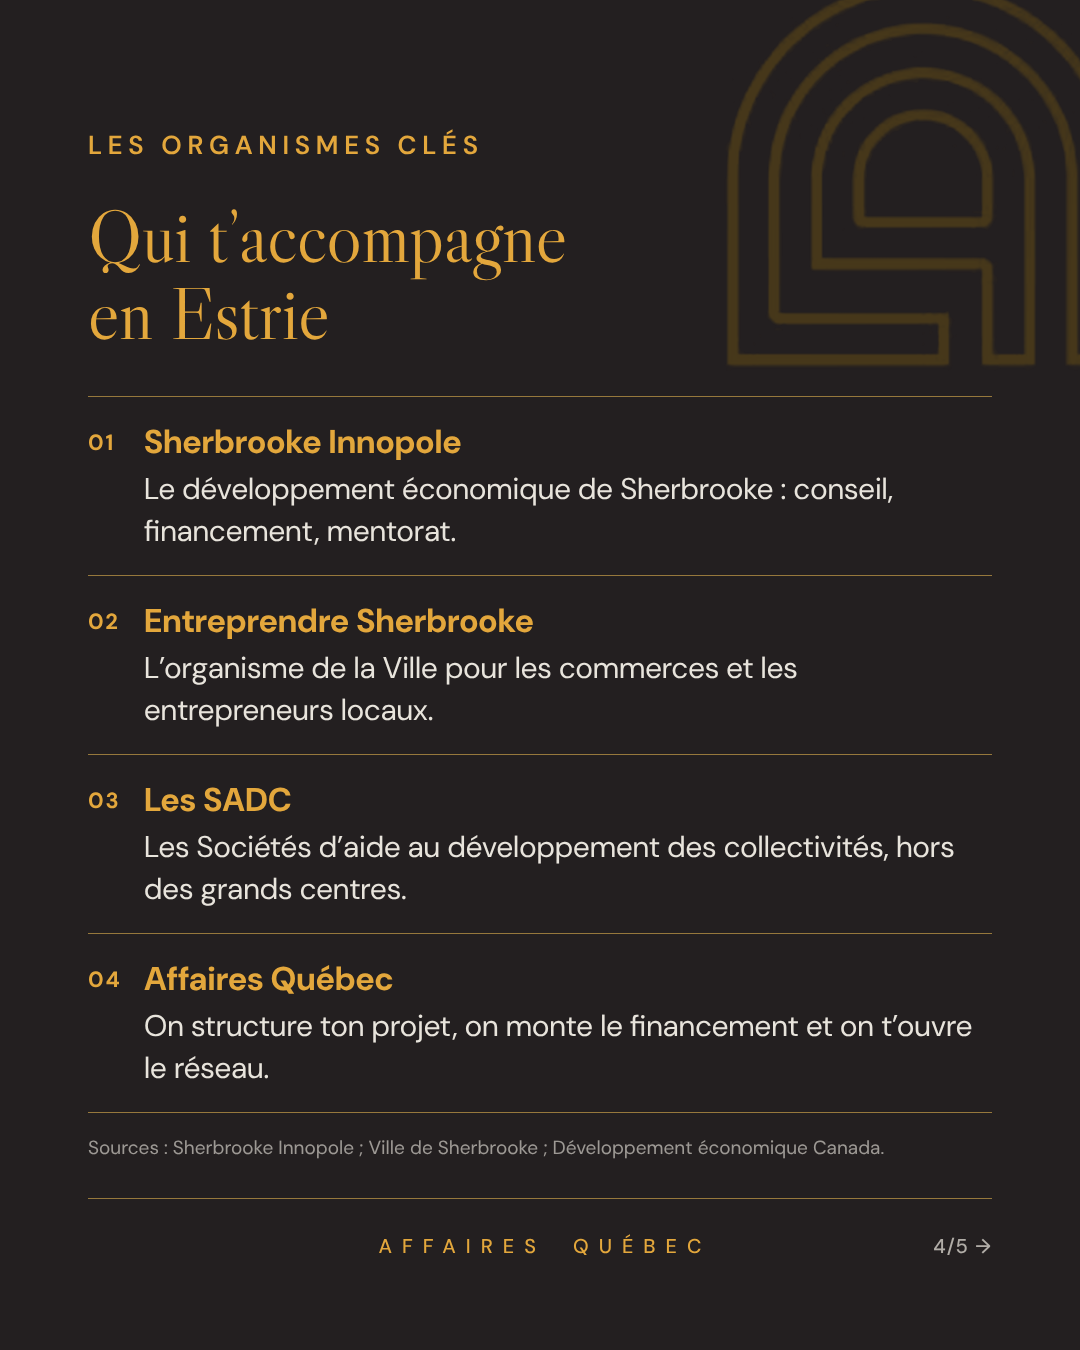 LES ORGANISMES CLÉS
Qui t’accompagne
en Estrie
01 Sherbrooke Innopole
Le développement économique de Sherbrooke : conseil,
financement, mentorat.
02 Entreprendre Sherbrooke
L’organisme de la Ville pour les commerces et les
entrepreneurs locaux.
03 Les SADC
Les Sociétés d’aide au développement des collectivités, hors
des grands centres.
04 Affaires Québec
On structure ton projet, on monte le financement et on t’ouvre
le réseau.
Sources : Sherbrooke Innopole ; Ville de Sherbrooke ; Développement économique Canada.
AFFAIRES QUÉBEC 4/5 →